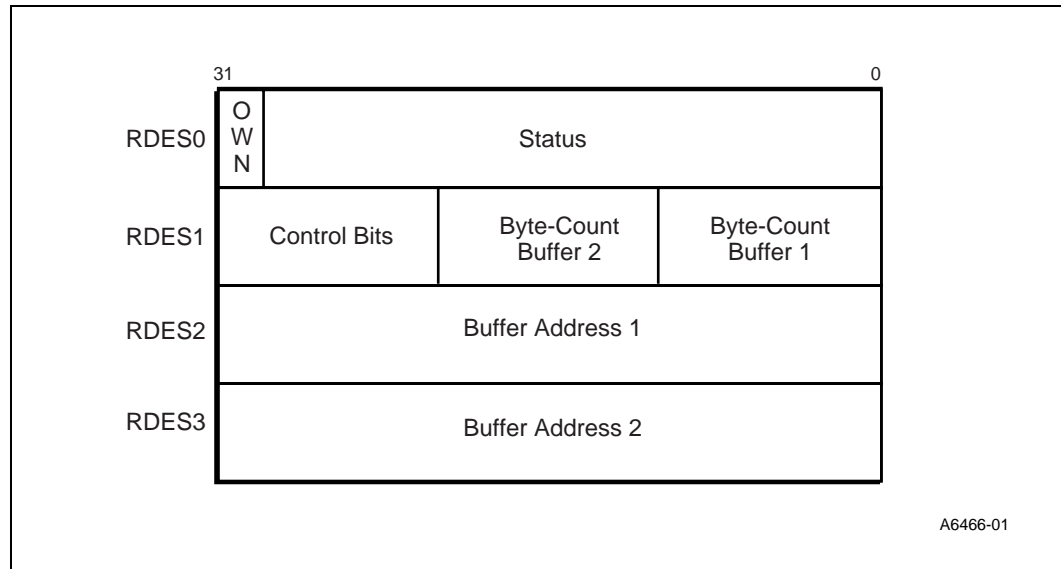 31 0
RDES0
O
W
N
Status
RDES1
Control Bits
Byte-Count
Buffer 2
Byte-Count
Buffer 1
RDES2
Buffer Address 1
RDES3
Buffer Address 2
A6466-01